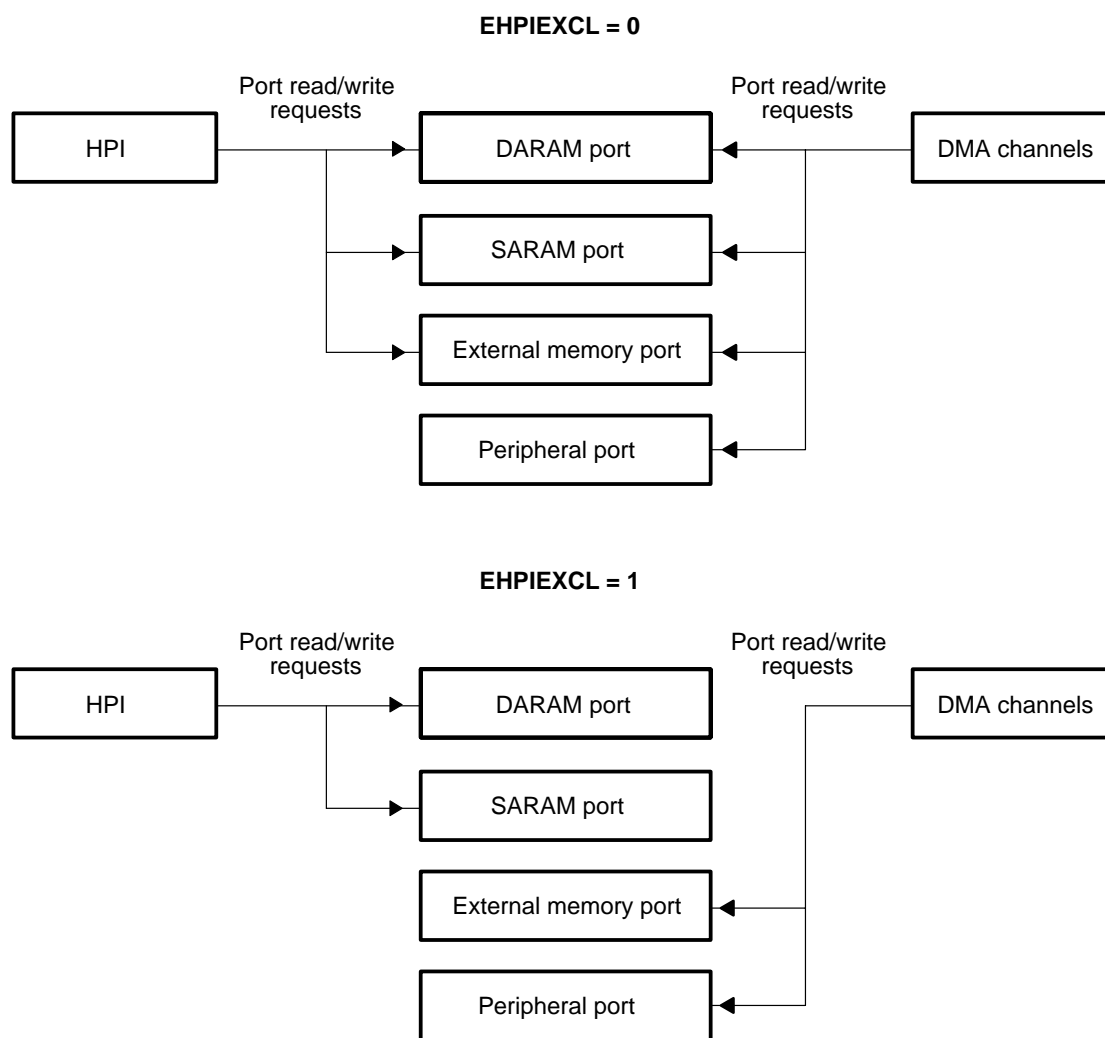 EHPIEXCL = 0
Port read/write
requests
Port read/write
requests
HPI
DARAM port
DMA channels
SARAM port
External memory port
Peripheral port
EHPIEXCL = 1
Port read/write
requests
Port read/write
requests
HPI
DARAM port
DMA channels
SARAM port
External memory port
Peripheral port